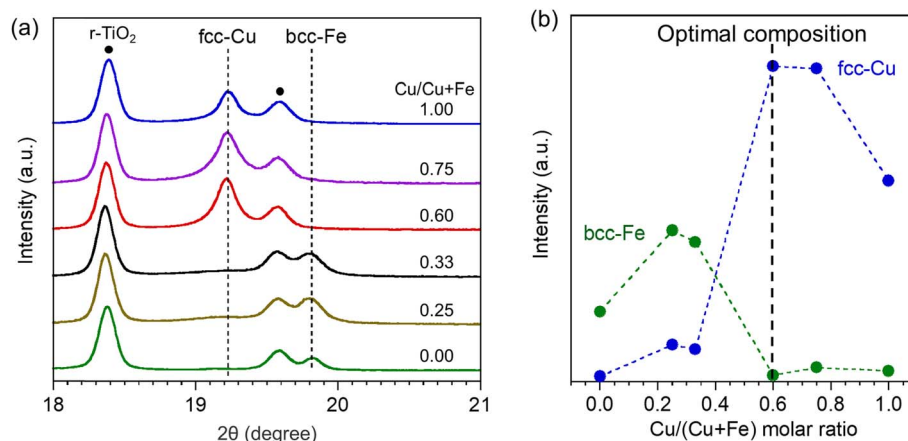 (a)
r-TiO₂
fcc-Cu
bcc-Fe
Cu/Cu+Fe
1.00
0.75
0.60
0.33
0.25
0.00
Intensity (a.u.)
18 19 20 21
2θ (degree)
(b)
Optimal composition
fcc-Cu
bcc-Fe
Intensity (a.u.)
0.0 0.2 0.4 0.6 0.8 1.0
Cu/(Cu+Fe) molar ratio